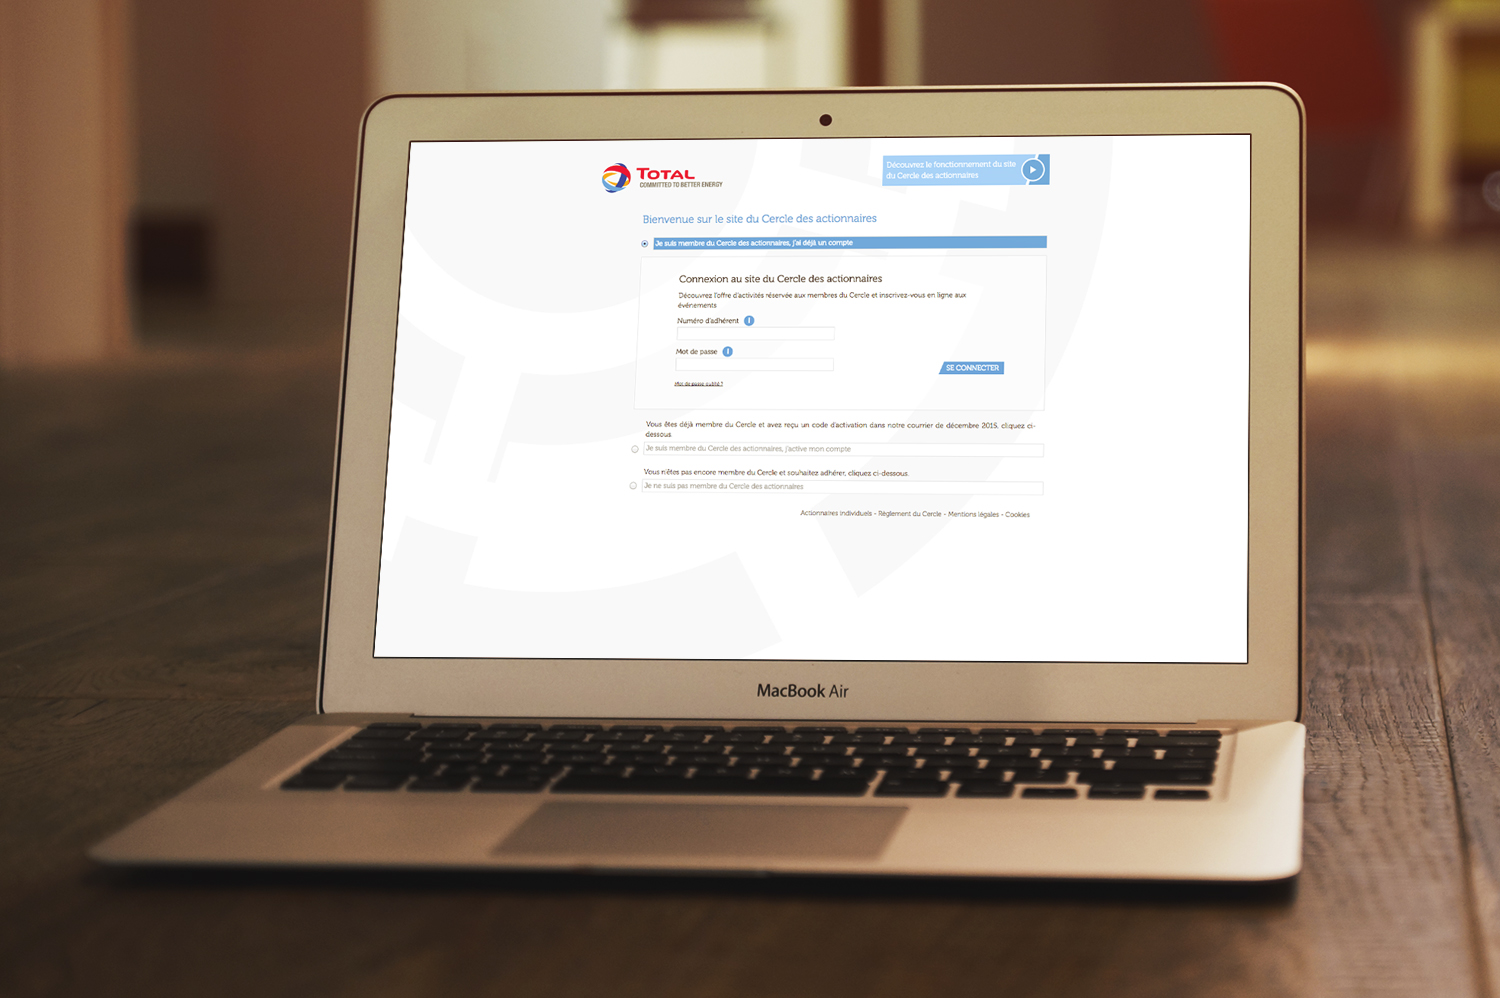 TOTAL
COMMITTED TO BETTER ENERGY
Découvrez le fonctionnement du site
du Cercle des actionnaires
Bienvenue sur le site du Cercle des actionnaires
Je suis membre du Cercle des actionnaires, j'ai déjà un compte
Connexion au site du Cercle des actionnaires
Découvrez l'offre d'activités réservée aux membres du Cercle et inscrivez-vous en ligne aux
événements
Numéro d'adhérent i
Mot de passe i
SE CONNECTER
Mot de passe oublié ?
Vous êtes déjà membre du Cercle et avez reçu un code d'activation dans notre courrier de décembre 2015, cliquez ci-
dessous.
Je suis membre du Cercle des actionnaires, j'active mon compte
Vous n'êtes pas encore membre du Cercle et souhaitez adhérer, cliquez ci-dessous.
Je ne suis pas membre du Cercle des actionnaires
Actionnaires individuels - Règlement du Cercle - Mentions légales - Cookies
MacBook Air